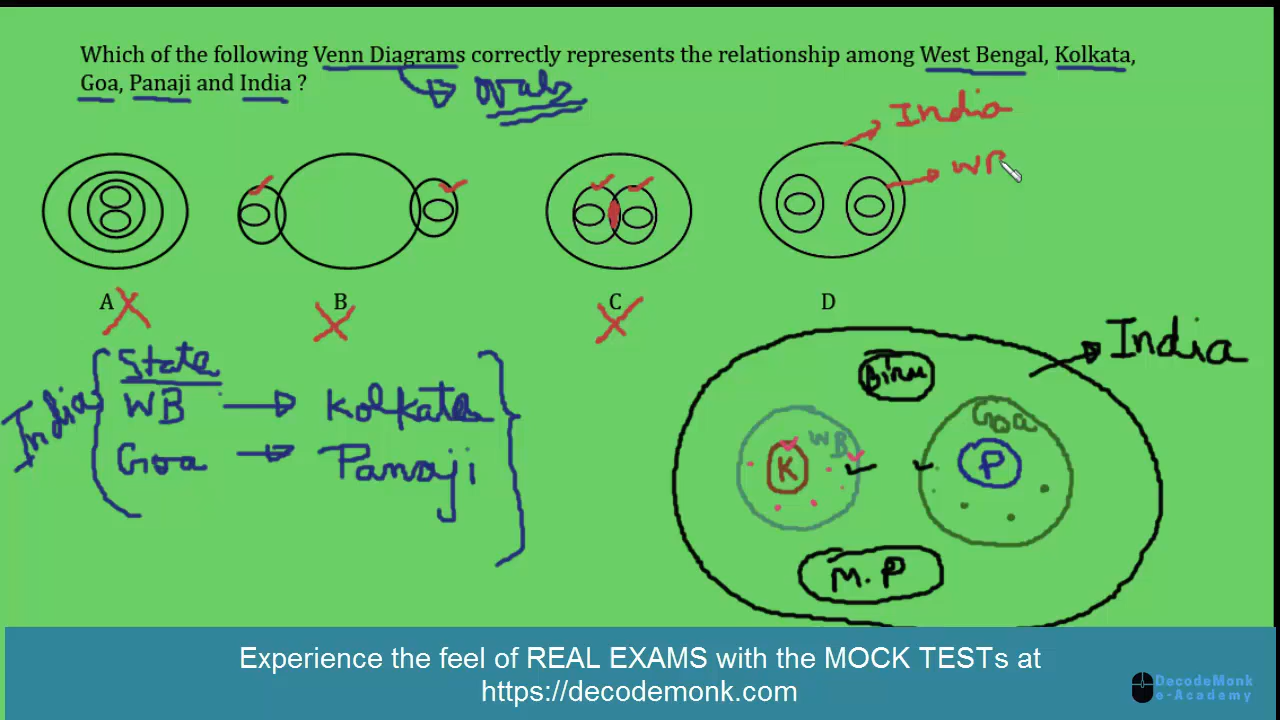 Which of the following Venn Diagrams correctly represents the relationship among West Bengal, Kolkata,
Goa, Panaji and India ?
ovals
India
WB
A
B
C
D
India
State
WB
Kolkata
Goa
Panaji
India
Goa
WB
K
P
M.P
Experience the feel of REAL EXAMS with the MOCK TESTs at
https://decodemonk.com
DecodeMonk
e-Academy